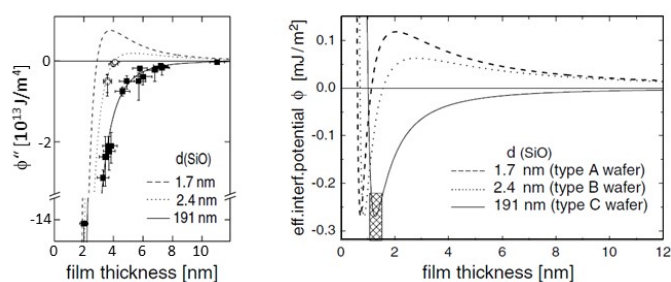 ϕ″ [10¹³J/m⁴]
0
-2
-14
d(SiO)
1.7 nm
2.4 nm
191 nm
0 2 4 6 8 10
film thickness [nm]
eff.interf.potential ϕ [mJ/m²]
0.1
0.0
-0.1
-0.2
-0.3
d (SiO)
1.7 nm (type A wafer)
2.4 nm (type B wafer)
191 nm (type C wafer)
0 2 4 6 8 10 12
film thickness [nm]